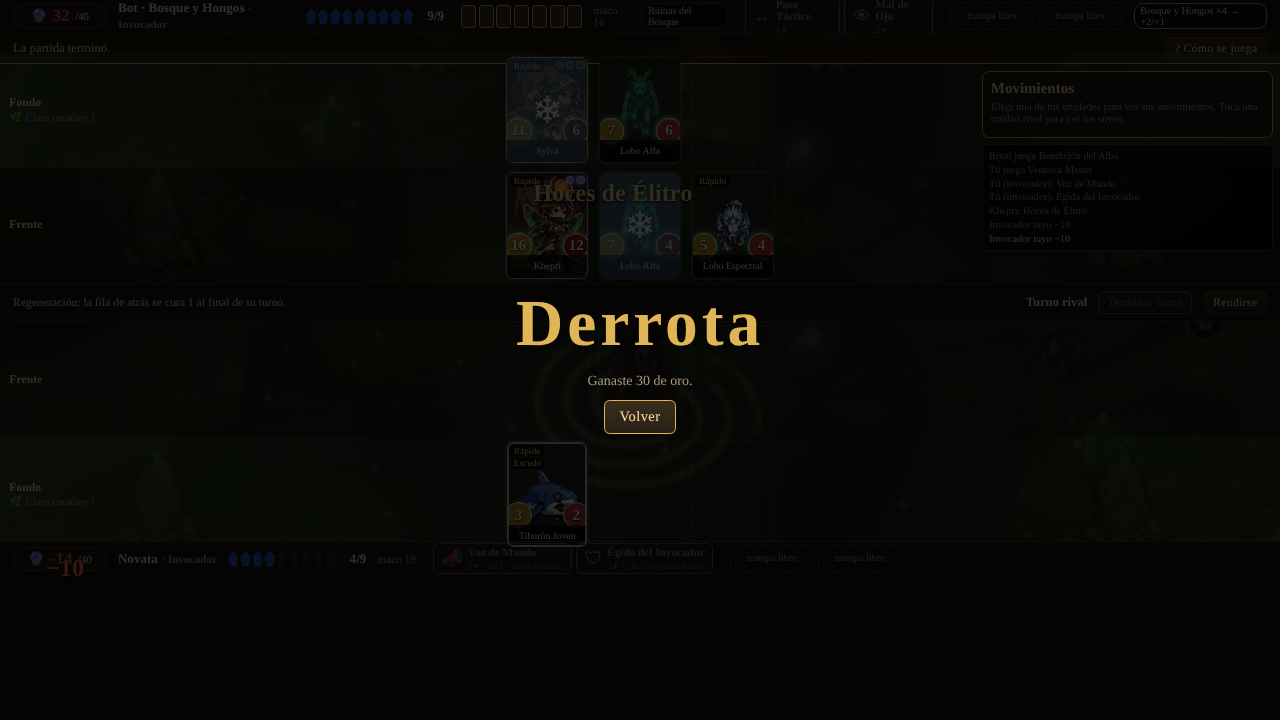 32 /40
Bot · Bosque y Hongos ·
Invocador
9/9
mazo
16
Ruinas del
Bosque
Paso
Táctico
Mal de
Ojo
trampa libre
trampa libre
Bosque y Hongos ×4 →
+2/+1
La partida terminó.
? Cómo se juega
Fondo
Claro curativo 1
Rápido
11
6
Sylva
7
6
Lobo Alfa
Movimientos
Elegí una de tus unidades para ver sus movimientos. Tocá una
unidad rival para ver los suyos.
Rival juega Bendición del Alba
Tú juega Ventisca Menor
Tú (invocador): Voz de Mando
Tú (invocador): Égida del Invocador
Khepri: Hoces de Élitro
Invocador tuyo −10
Invocador tuyo −10
Frente
Rápido
Hoces de Élitro
16
12
Khepri
7
4
Lobo Alfa
Rápido
5
4
Lobo Espectral
Regeneración: la fila de atrás se cura 1 al final de tu turno.
Turno rival
Terminar turno
Rendirse
Derrota
Ganaste 30 de oro.
Volver
Frente
Fondo
Claro curativo 1
Rápido
Escudo
3
2
Tiburón Joven
-14 /40
−10
Novata · Invocador
4/9
mazo 19
Voz de Mando
Égida del Invocador
trampa libre
trampa libre